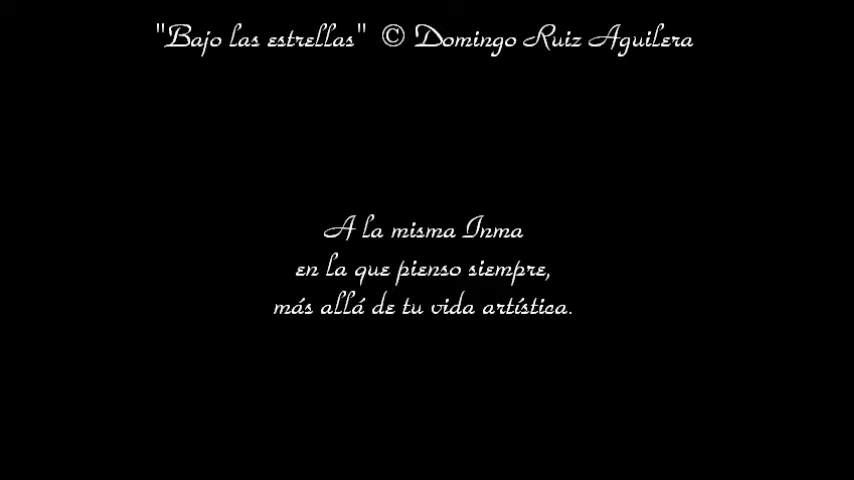 "Bajo las estrellas" © Domingo Ruiz Aguilera
A la misma Inma
en la que pienso siempre,
más allá de tu vida artística.